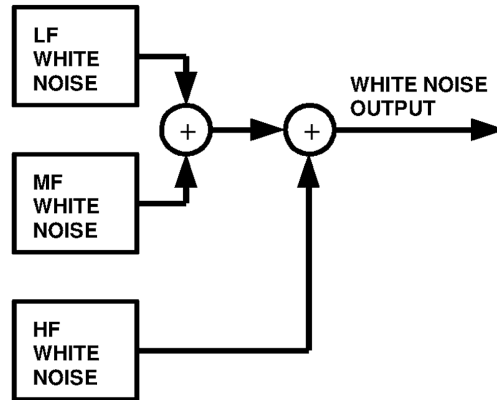 LF
WHITE
NOISE
+
+
WHITE NOISE
OUTPUT
MF
WHITE
NOISE
HF
WHITE
NOISE